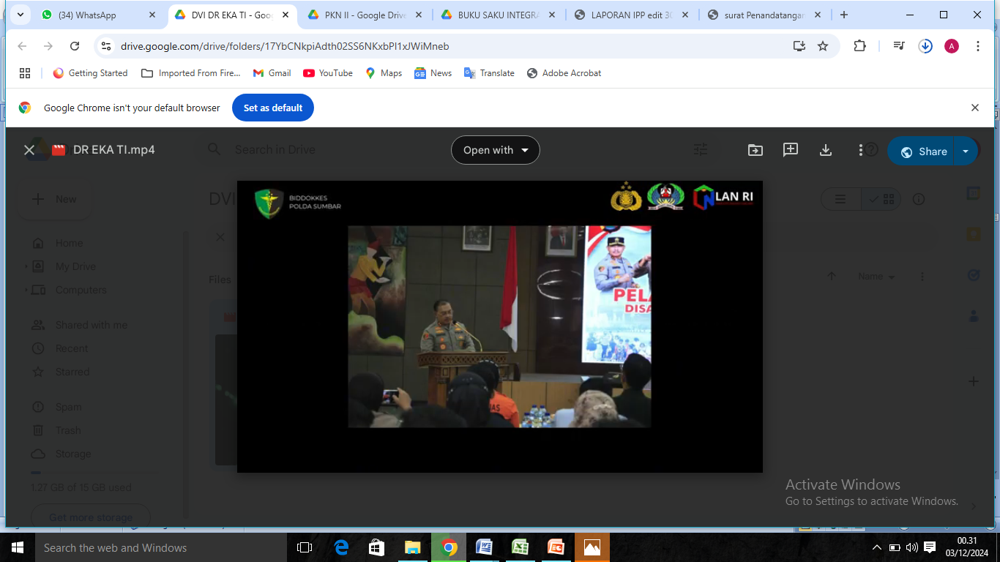 (34) WhatsApp
DVI DR EKA TI - Goo
PKN II - Google Drive
BUKU SAKU INTEGRA
LAPORAN IPP edit 30
surat Penandatangan
drive.google.com/drive/folders/17YbCNkpiAdth02SS6NKxbPI1xJWiMneb
A
Getting Started
Imported From Fire...
Gmail
YouTube
Maps
News
Translate
Adobe Acrobat
Google Chrome isn't your default browser
Set as default
DR EKA TI.mp4
Search in Drive
Open with
Share
New
DVI
BIDDOKKES
POLDA SUMBAR
LAN RI
Home
My Drive
Computers
Shared with me
Recent
Starred
Spam
Trash
Storage
1.27 GB of 15 GB used
Get more storage
Files
Name
PELA
DISA
Activate Windows
Go to Settings to activate Windows.
Search the web and Windows
00.31
03/12/2024